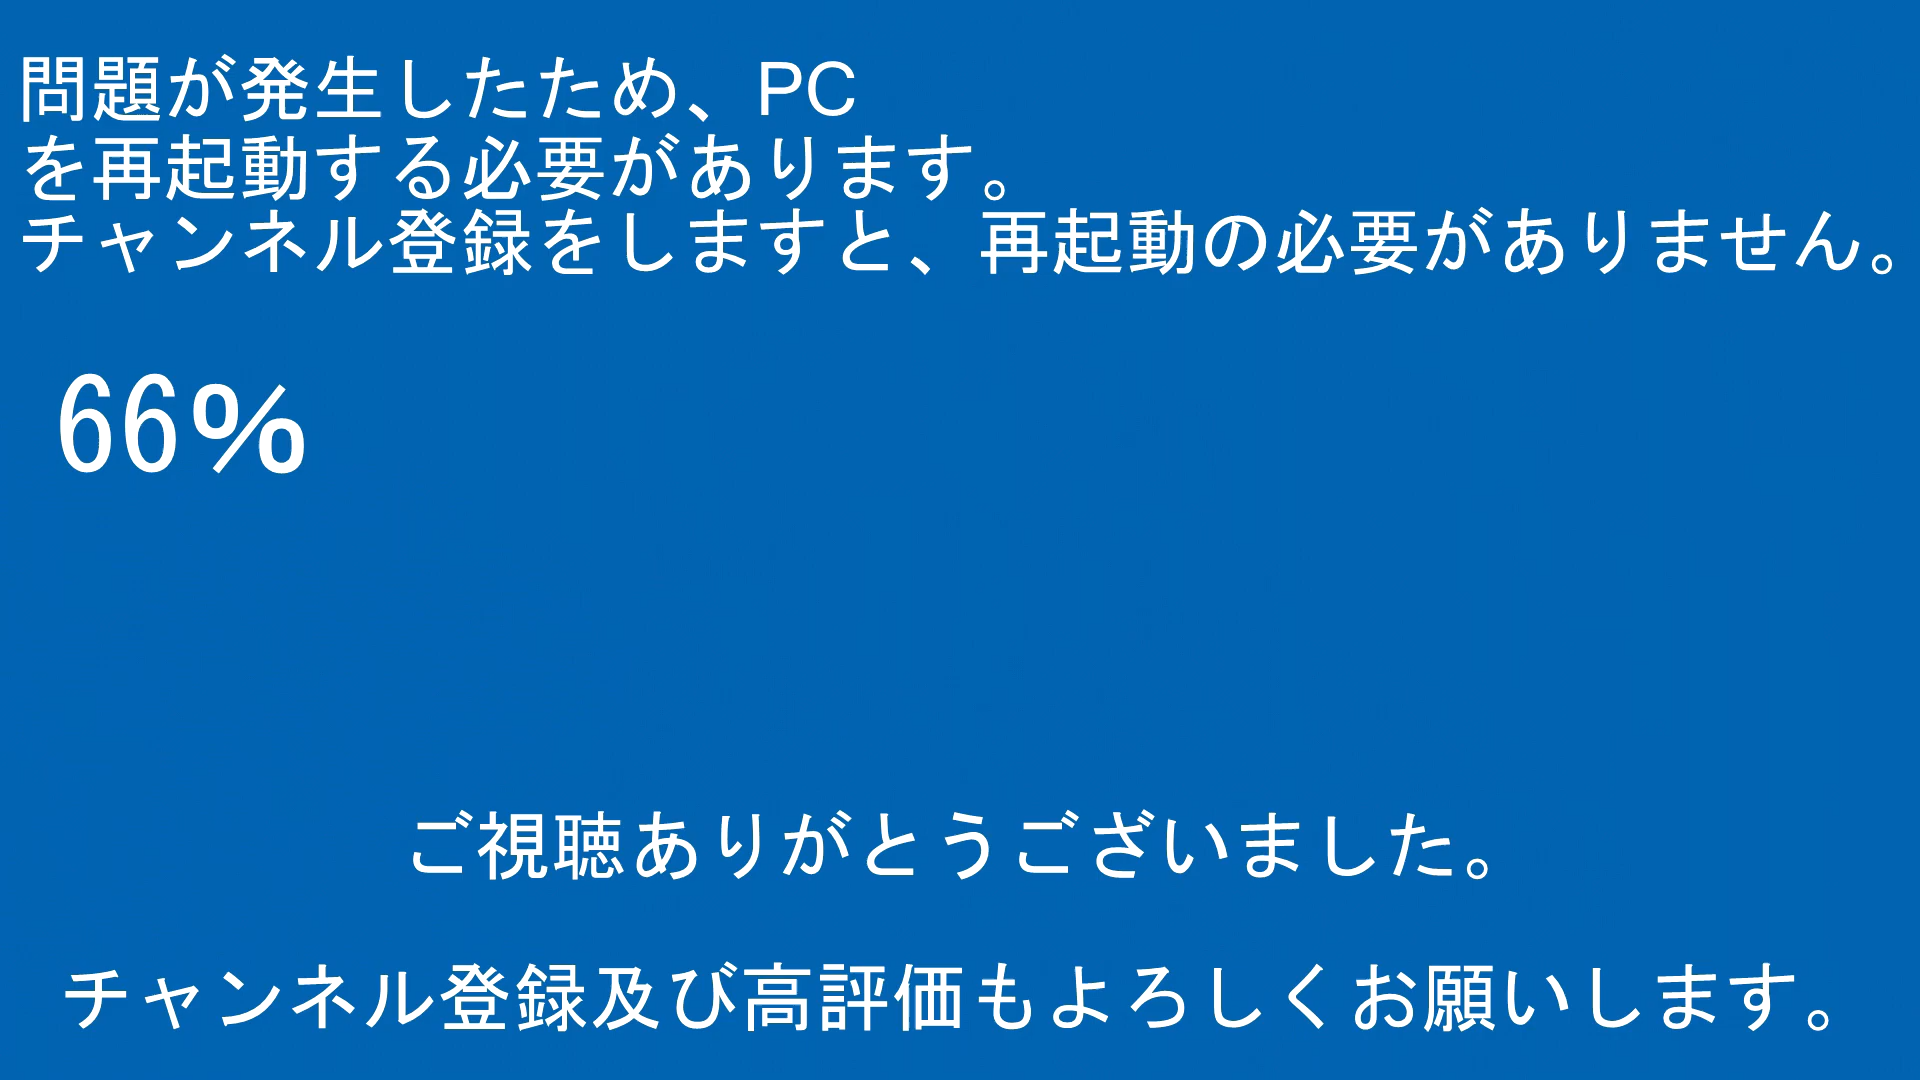 問題が発生したため、PC
を再起動する必要があります。
チャンネル登録をしますと、再起動の必要がありません。
66%
ご視聴ありがとうございました。
チャンネル登録及び高評価もよろしくお願いします。